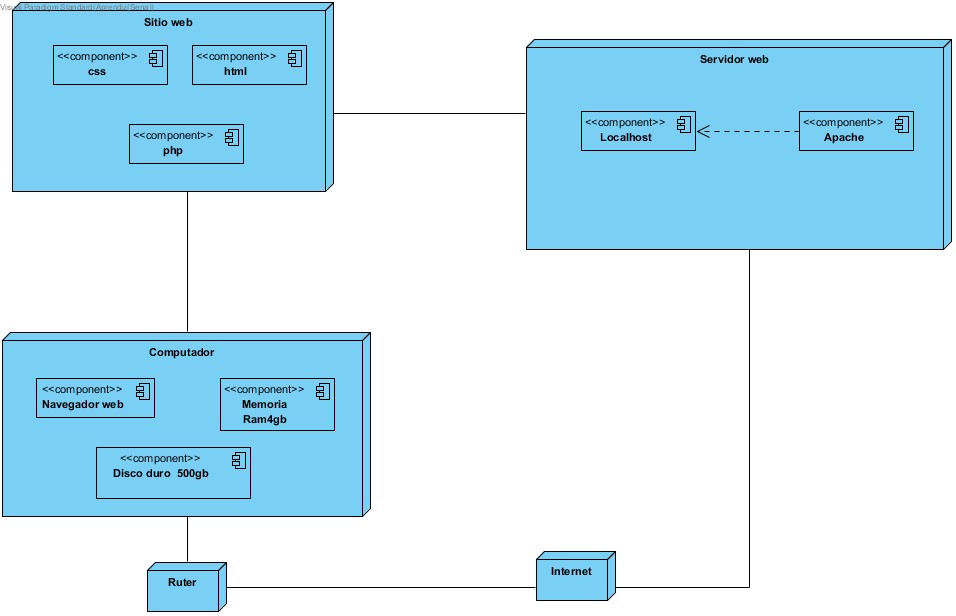 Visual Paradigm Standard(Aprendiz(Sena))
Sitio web
<<component>>
css
<<component>>
html
<<component>>
php
Servidor web
<<component>>
Localhost
<<component>>
Apache
Computador
<<component>>
Navegador web
<<component>>
Memoria
Ram4gb
<<component>>
Disco duro 500gb
Ruter
Internet